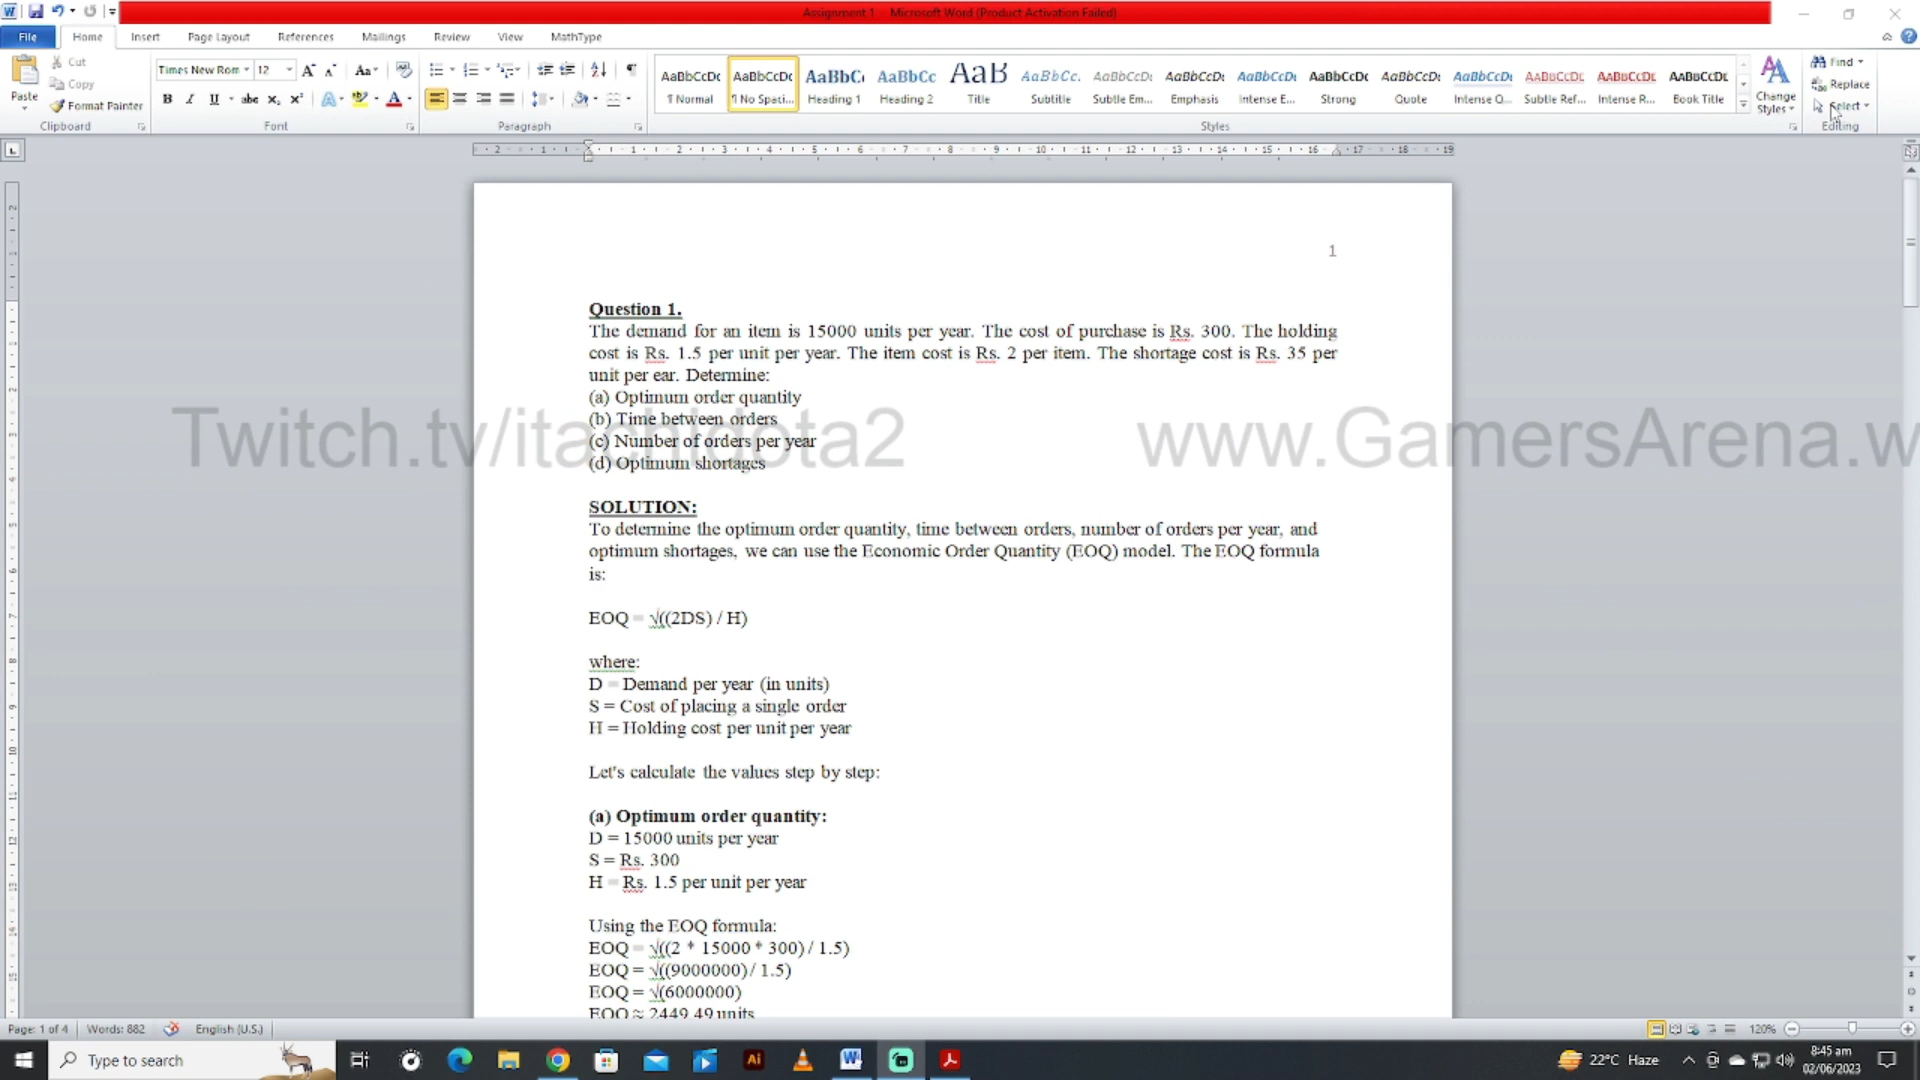 Assignment 1 - Microsoft Word (Product Activation Failed)
File Home Insert Page Layout References Mailings Review View MathType
Paste
Cut
Copy
Format Painter
Clipboard
Times New Rom 12
Font
Paragraph
AaBbCcDc AaBbCcDc AaBbC AaBbCc AaB AaBbCc. AaBbCcDt AaBbCcDt AaBbCcDt AaBbCcDc AaBbCcDt AaBbCcDt AaBbCcDt AaBbCcDt AaBbCcDt
¶ Normal ¶ No Spaci... Heading 1 Heading 2 Title Subtitle Subtle Em... Emphasis Intense E... Strong Quote Intense Q... Subtle Ref... Intense R... Book Title
Styles
Change Styles
Find
Replace
Select
Editing
1
Question 1.
The demand for an item is 15000 units per year. The cost of purchase is Rs. 300. The holding
cost is Rs. 1.5 per unit per year. The item cost is Rs. 2 per item. The shortage cost is Rs. 35 per
unit per ear. Determine:
(a) Optimum order quantity
(b) Time between orders
(c) Number of orders per year
(d) Optimum shortages
Twitch.tv/itachidota2
www.GamersArena.w
SOLUTION:
To determine the optimum order quantity, time between orders, number of orders per year, and
optimum shortages, we can use the Economic Order Quantity (EOQ) model. The EOQ formula
is:
EOQ = √((2DS) / H)
where:
D = Demand per year (in units)
S = Cost of placing a single order
H = Holding cost per unit per year
Let's calculate the values step by step:
(a) Optimum order quantity:
D = 15000 units per year
S = Rs. 300
H = Rs. 1.5 per unit per year
Using the EOQ formula:
EOQ = √((2 * 15000 * 300) / 1.5)
EOQ = √((9000000) / 1.5)
EOQ = √(6000000)
EOQ ≈ 2449.49 units
Page: 1 of 4 Words: 882 English (U.S.) 120%
Type to search
22°C Haze
8:45 am
02/06/2023